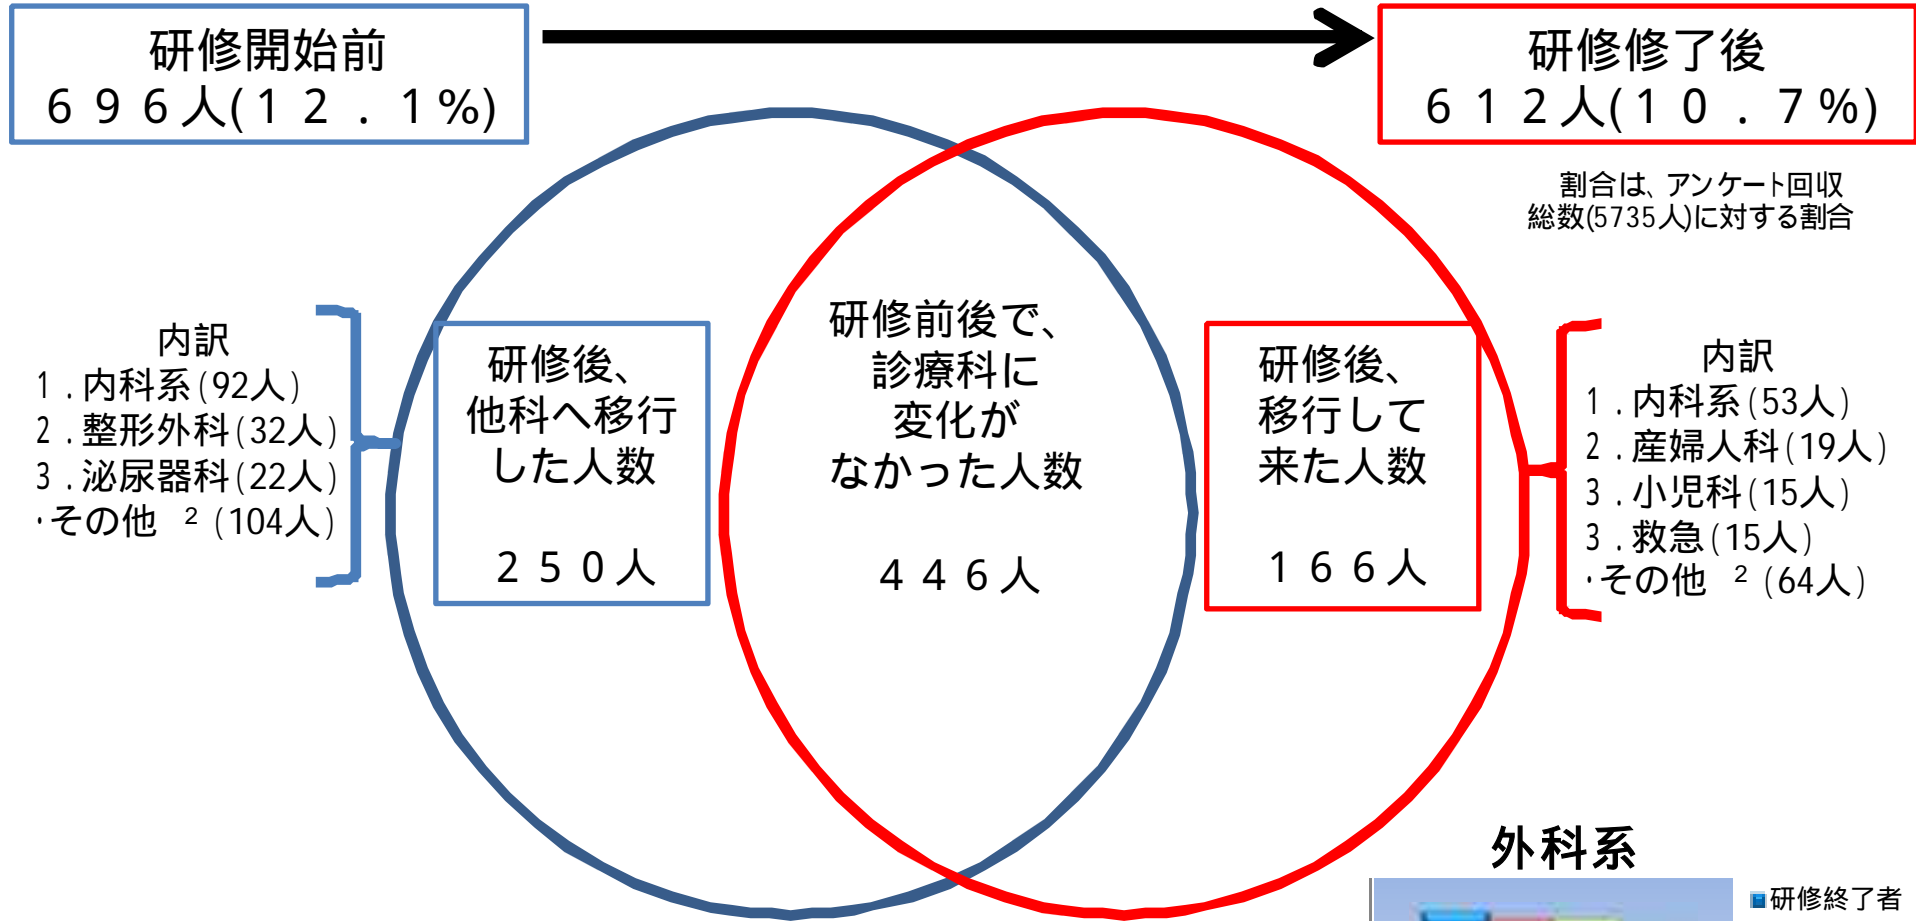 研修開始前
６９６人(１２．１%)
研修修了後
６１２人(１０．７%)
割合は、アンケート回収
総数(5735人)に対する割合
内訳
1．内科系(92人)
2．整形外科(32人)
3．泌尿器科(22人)
・その他 ² (104人)
研修後、
他科へ移行
した人数
２５０人
研修前後で、
診療科に
変化が
なかった人数
４４６人
研修後、
移行して
来た人数
１６６人
内訳
1．内科系(53人)
2．産婦人科(19人)
3．小児科(15人)
3．救急(15人)
・その他 ² (64人)
外科系
研修終了者